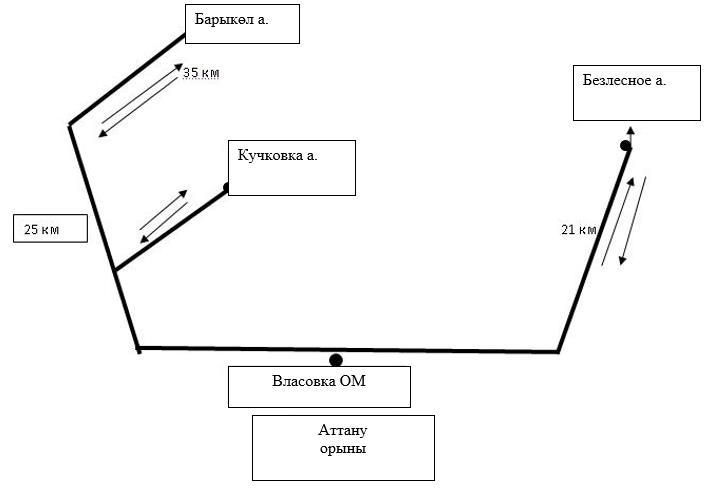 Барыкөл а.
35 км
Безлесное а.
Кучковка а.
25 км
21 км
Власовка ОМ
Аттану
орыны